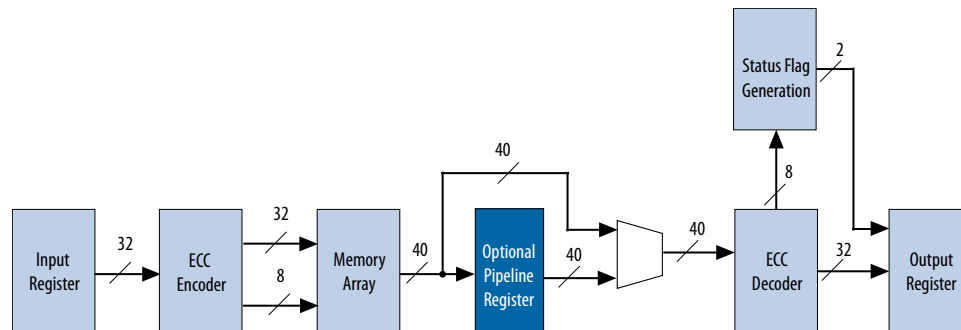 2
Status Flag
Generation
40
8
32
32
40
40
40
32
8
Input
Register
ECC
Encoder
Memory
Array
Optional
Pipeline
Register
ECC
Decoder
Output
Register